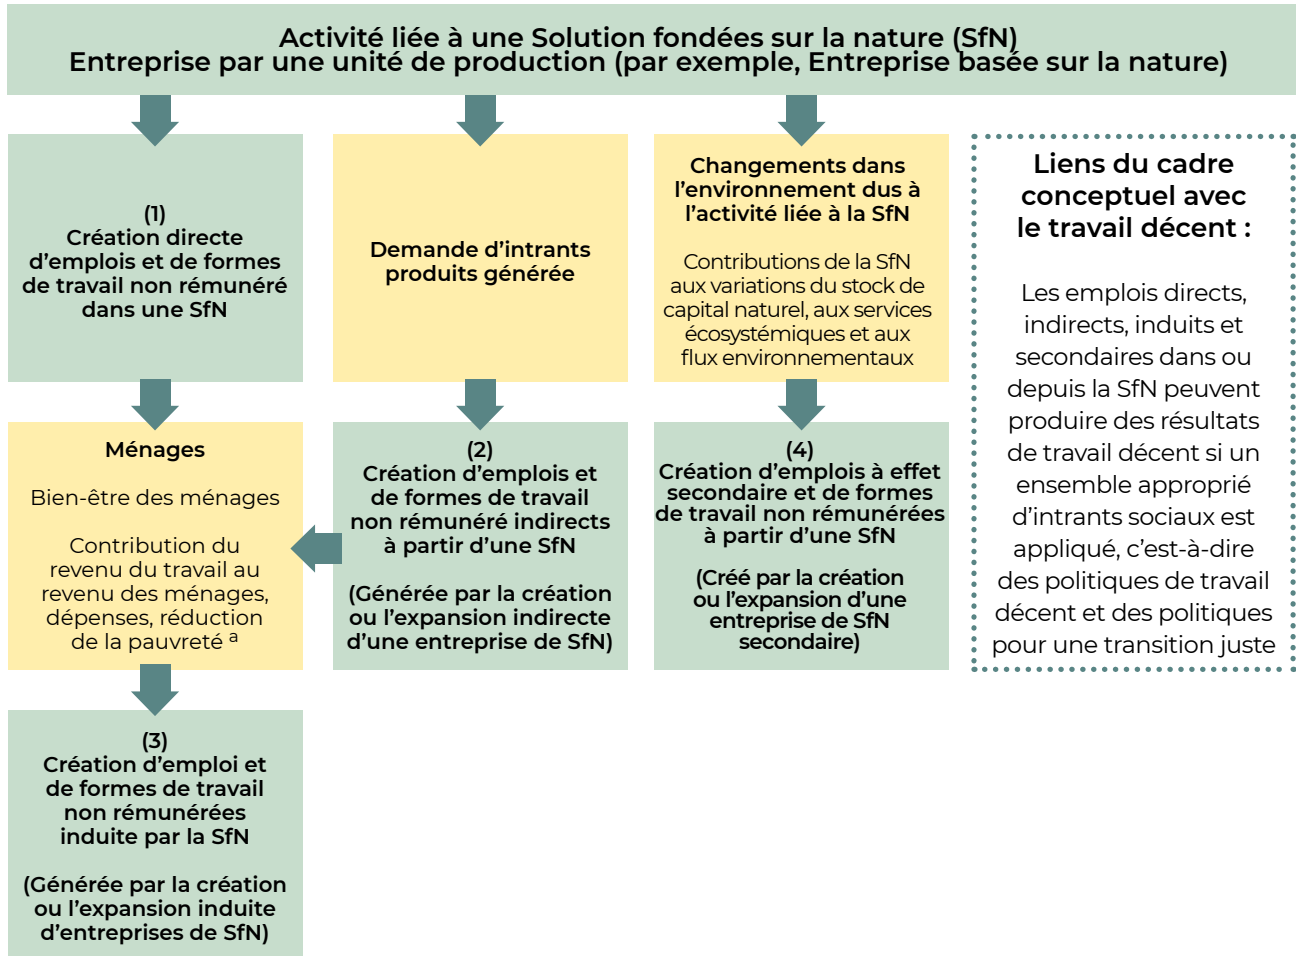 Activité liée à une Solution fondées sur la nature (SfN)
Entreprise par une unité de production (par exemple, Entreprise basée sur la nature)
(1)
Création directe
d'emplois et de formes
de travail non rémunéré
dans une SfN
Demande d'intrants
produits générée
Changements dans
l'environnement dus à
l'activité liée à la SfN
Contributions de la SfN
aux variations du stock de
capital naturel, aux services
écosystémiques et aux
flux environnementaux
Ménages
Bien-être des ménages
Contribution du
revenu du travail au
revenu des ménages,
dépenses, réduction
de la pauvreté a
(2)
Création d'emplois et
de formes de travail
non rémunéré indirects
à partir d'une SfN
(Générée par la création
ou l'expansion indirecte
d'une entreprise de SfN)
(4)
Création d'emplois à effet
secondaire et de formes
de travail non rémunérées
à partir d'une SfN
(Créé par la création
ou l'expansion d'une
entreprise de SfN
secondaire)
(3)
Création d'emploi et
de formes de travail
non rémunérées
induite par la SfN
(Générée par la création
ou l'expansion induite
d'entreprises de SfN)
Liens du cadre
conceptuel avec
le travail décent :
Les emplois directs,
indirects, induits et
secondaires dans ou
depuis la SfN peuvent
produire des résultats
de travail décent si un
ensemble approprié
d'intrants sociaux est
appliqué, c'est-à-dire
des politiques de travail
décent et des politiques
pour une transition juste